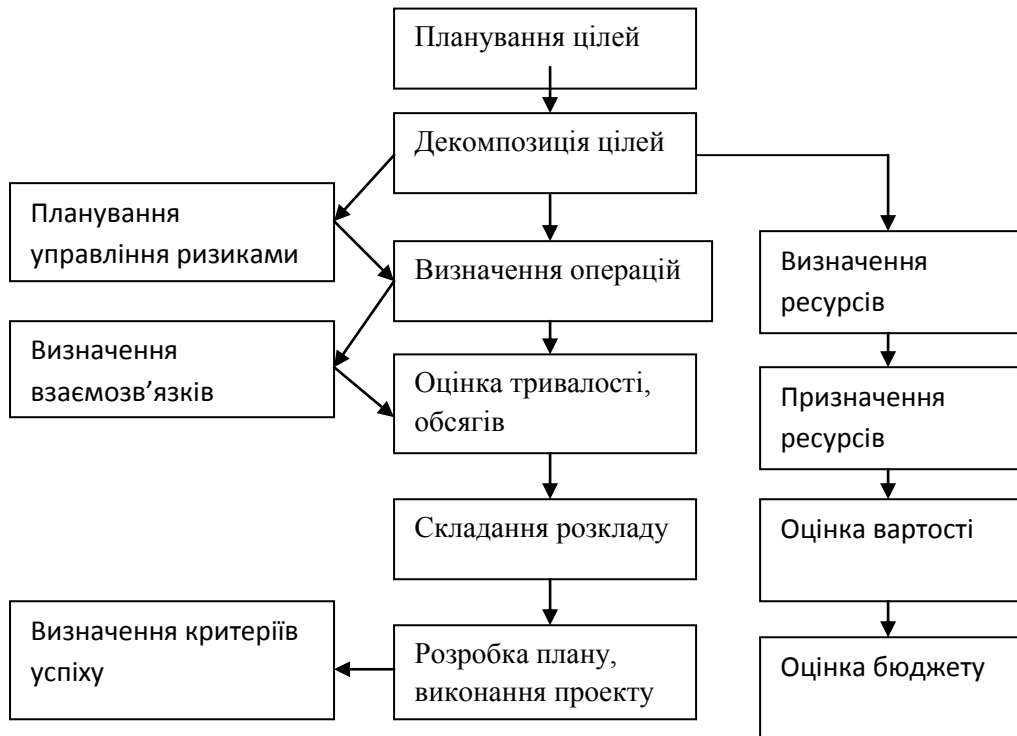 Планування цілей
Декомпозиція цілей
Планування
управління ризиками
Визначення операцій
Визначення
ресурсів
Визначення
взаємозв’язків
Оцінка тривалості,
обсягів
Призначення
ресурсів
Складання розкладу
Оцінка вартості
Визначення критеріїв
успіху
Розробка плану,
виконання проекту
Оцінка бюджету